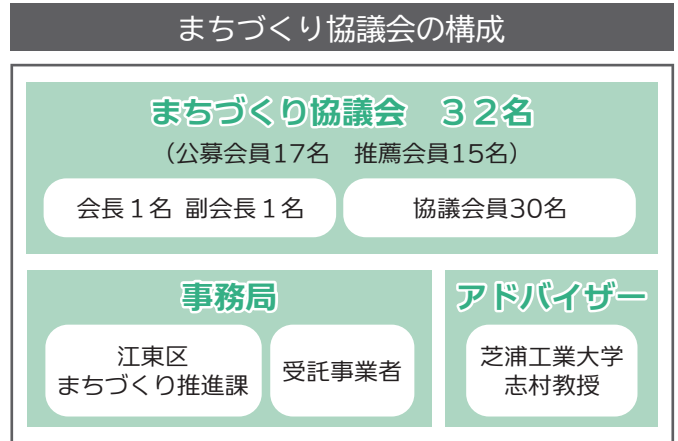 まちづくり協議会の構成
まちづくり協議会　３２名
（公募会員17名　推薦会員15名）
会長１名 副会長１名
協議会員30名
事務局
江東区
まちづくり推進課
受託事業者
アドバイザー
芝浦工業大学
志村教授